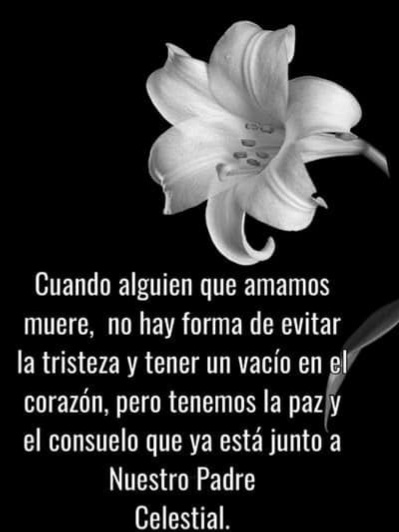 Cuando alguien que amamos
muere, no hay forma de evitar
la tristeza y tener un vacío en el
corazón, pero tenemos la paz y
el consuelo que ya está junto a
Nuestro Padre
Celestial.